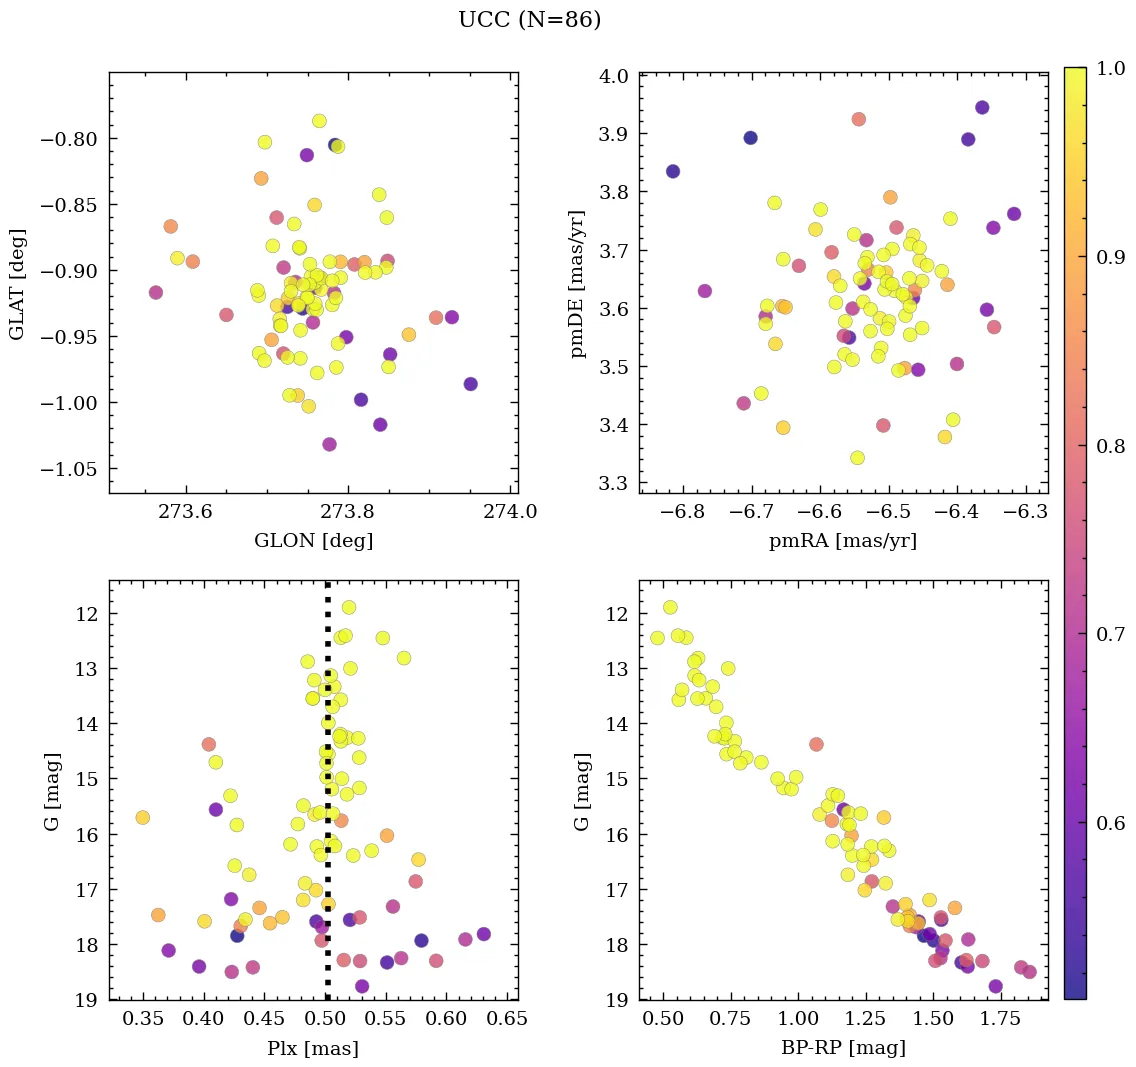 UCC (N=86)
−0.80
−0.85
−0.90
−0.95
−1.00
−1.05
GLAT [deg]
273.6 273.8 274.0
GLON [deg]
4.0
3.9
3.8
3.7
3.6
3.5
3.4
3.3
pmDE [mas/yr]
−6.8 −6.7 −6.6 −6.5 −6.4 −6.3
pmRA [mas/yr]
12
13
14
15
16
17
18
19
G [mag]
0.35 0.40 0.45 0.50 0.55 0.60 0.65
Plx [mas]
12
13
14
15
16
17
18
19
G [mag]
0.50 0.75 1.00 1.25 1.50 1.75
BP-RP [mag]
1.0
0.9
0.8
0.7
0.6